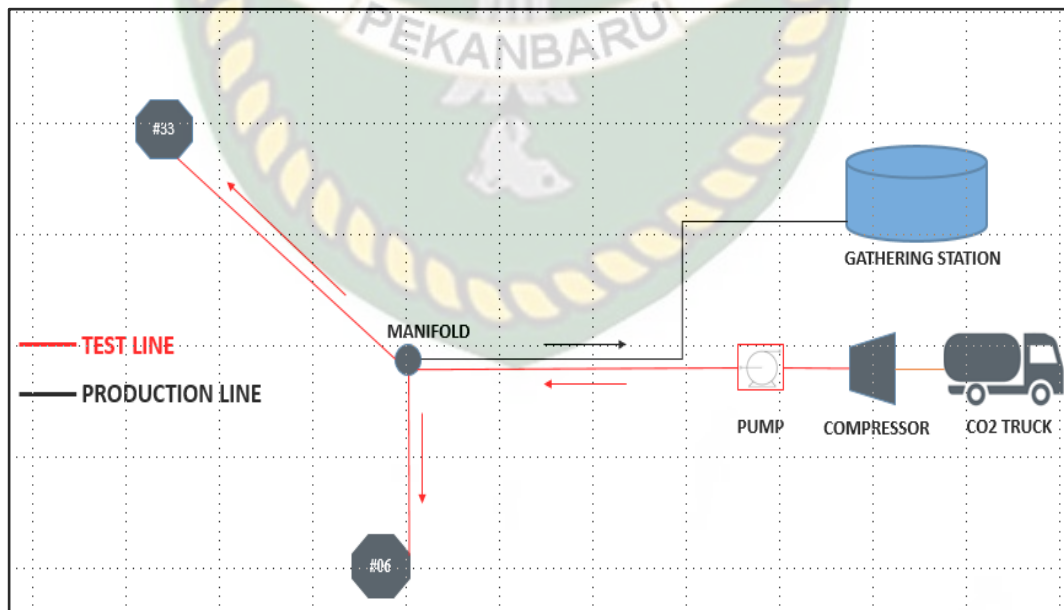 PEKANBARU
#33
GATHERING STATION
MANIFOLD
TEST LINE
PRODUCTION LINE
PUMP
COMPRESSOR
CO2 TRUCK
#06